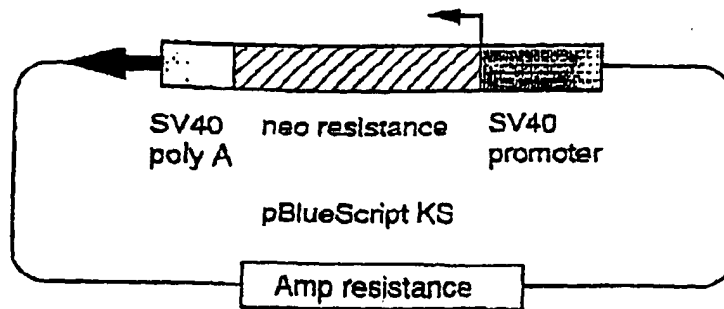 SV40 poly A
neo resistance
SV40 promoter
pBlueScript KS
Amp resistance